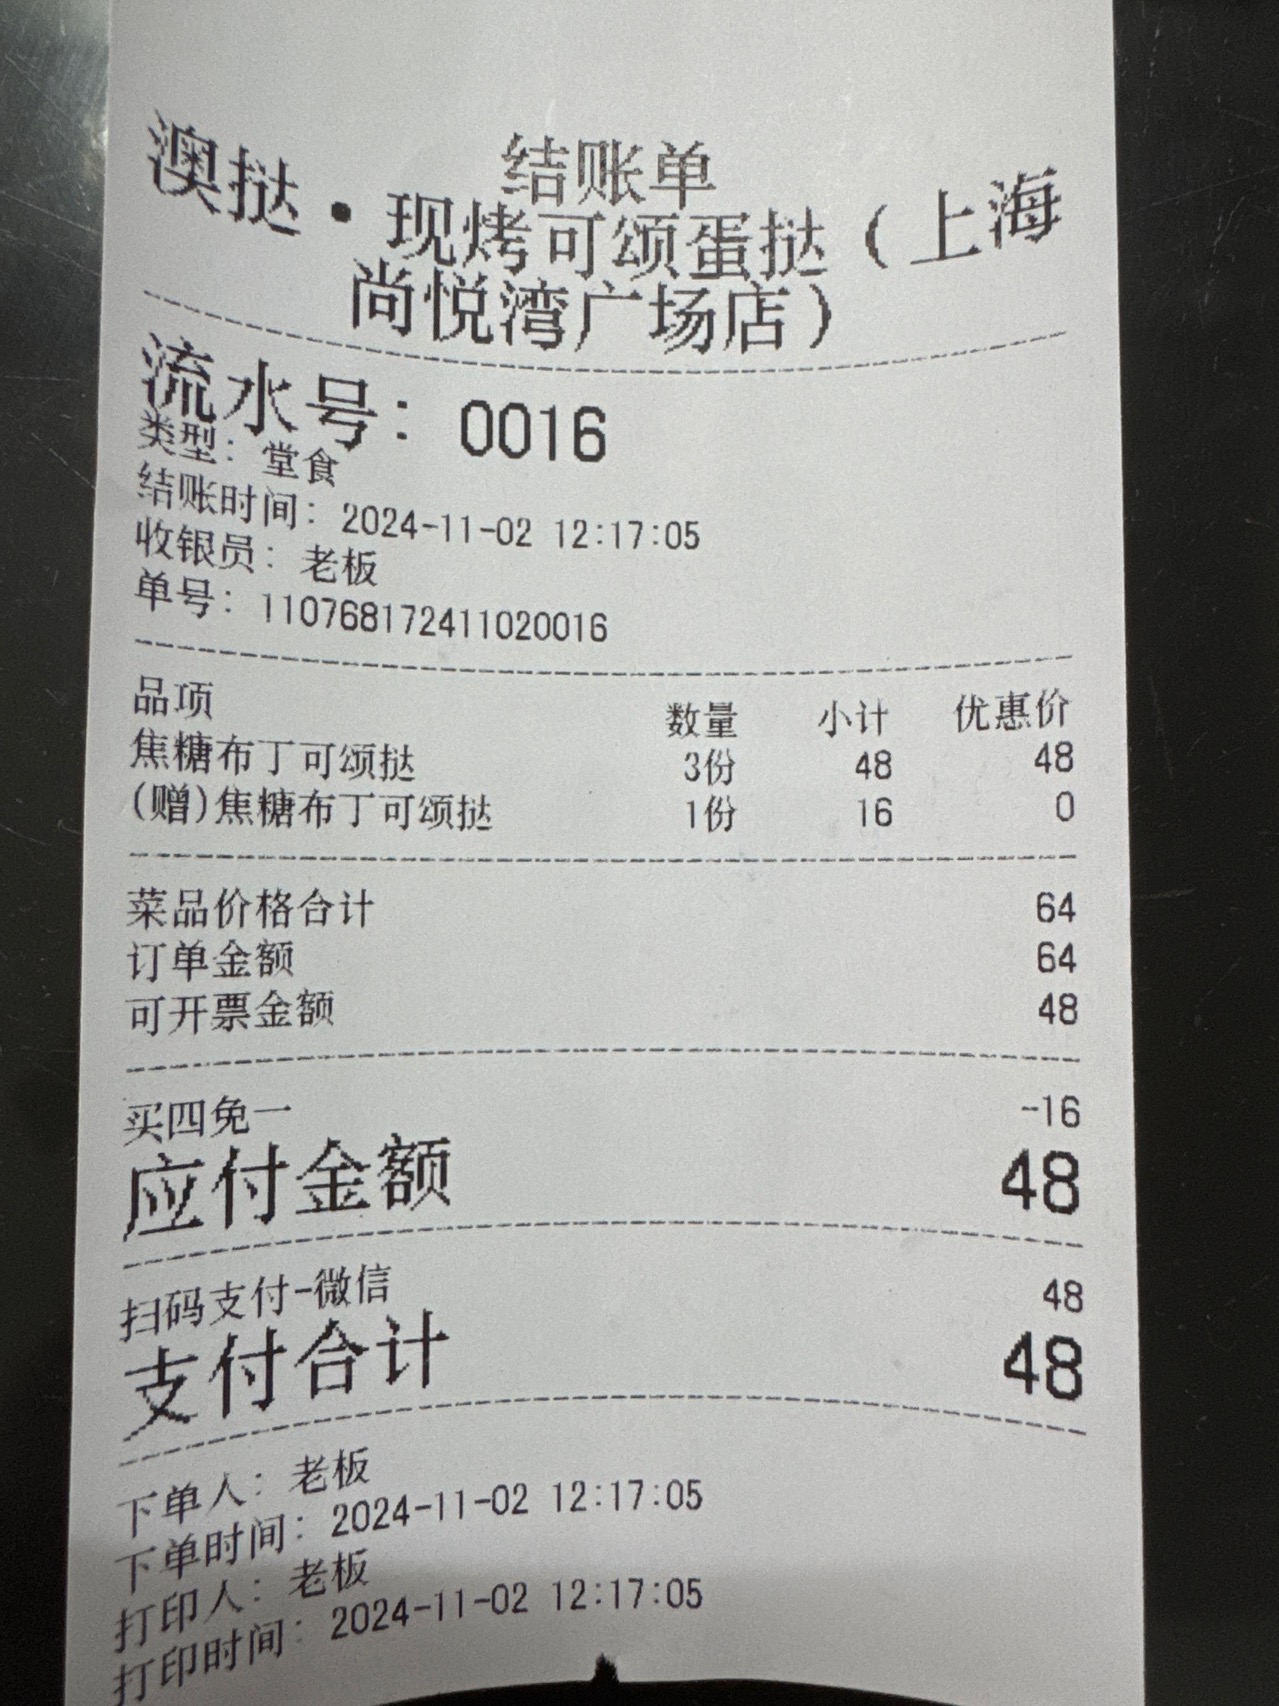 结账单
澳挞·现烤可颂蛋挞(上海
尚悦湾广场店)
流水号: 0016
类型: 堂食
结账时间: 2024-11-02 12:17:05
收银员: 老板
单号: 110768172411020016
品项 数量 小计 优惠价
焦糖布丁可颂挞 3份 48 48
(赠)焦糖布丁可颂挞 1份 16 0
菜品价格合计 64
订单金额 64
可开票金额 48
买四免一 -16
应付金额 48
扫码支付-微信 48
支付合计 48
下单人: 老板
下单时间: 2024-11-02 12:17:05
打印人: 老板
打印时间: 2024-11-02 12:17:05